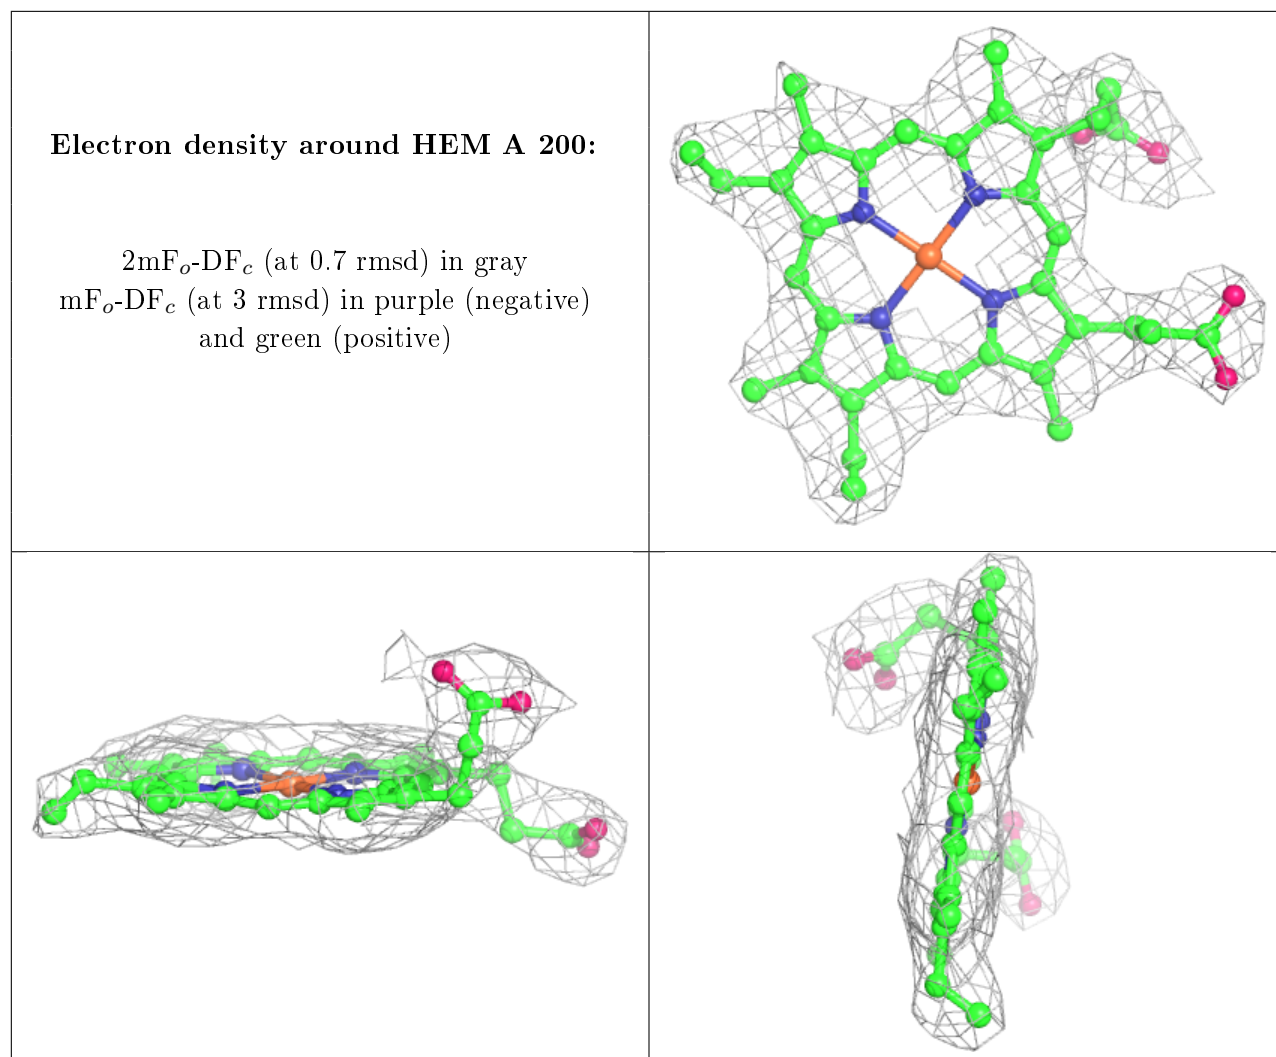 Electron density around HEM A 200:
2mFₒ-DF𝒸 (at 0.7 rmsd) in gray
mFₒ-DF𝒸 (at 3 rmsd) in purple (negative)
and green (positive)